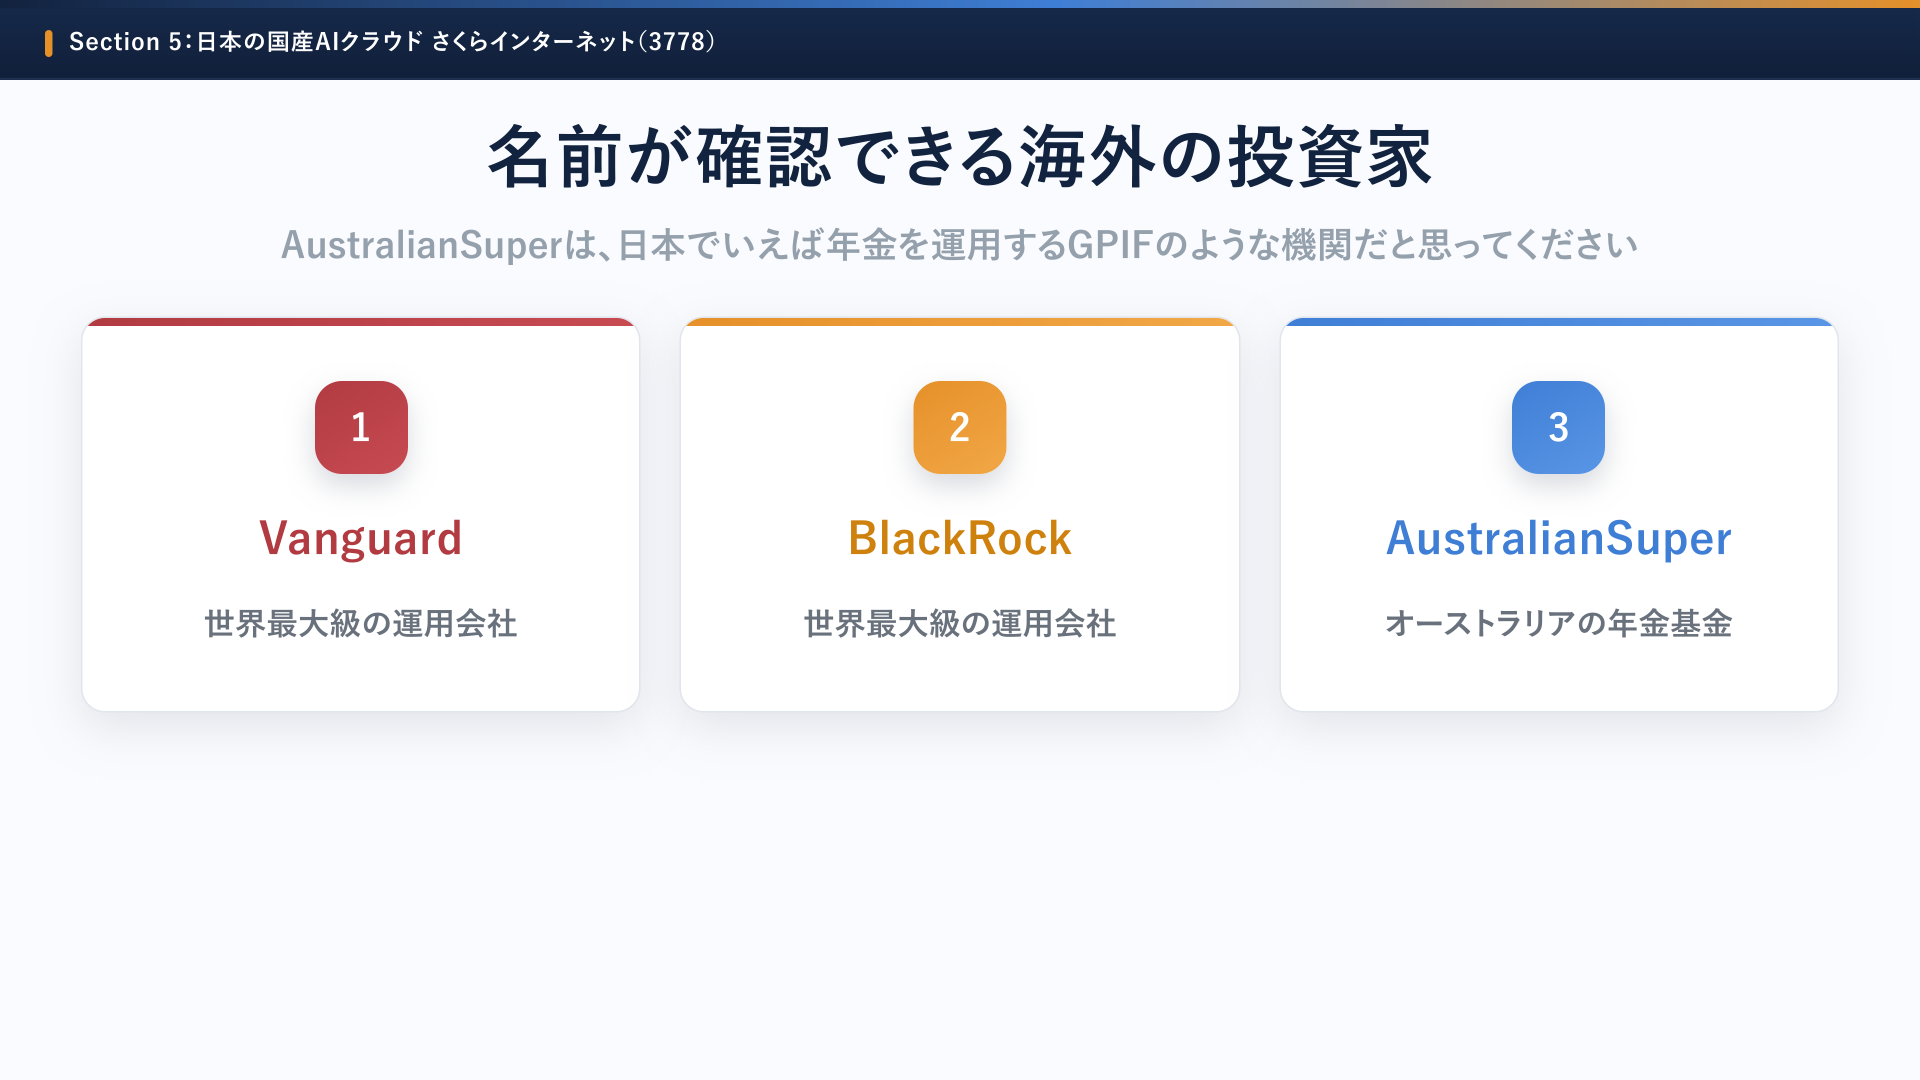 Section 5：日本の国産AIクラウド さくらインターネット（3778）
名前が確認できる海外の投資家
AustralianSuperは、日本でいえば年金を運用するGPIFのような機関だと思ってください
1
Vanguard
世界最大級の運用会社
2
BlackRock
世界最大級の運用会社
3
AustralianSuper
オーストラリアの年金基金